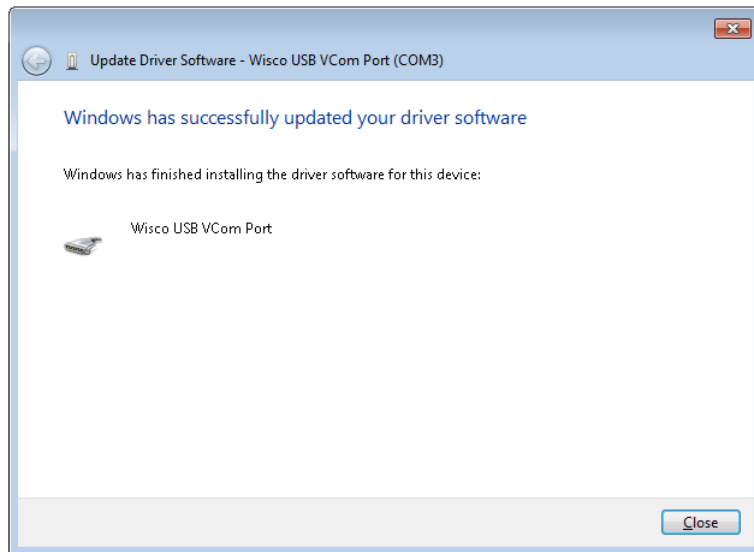 Update Driver Software - Wisco USB VCom Port (COM3)
Windows has successfully updated your driver software
Windows has finished installing the driver software for this device:
Wisco USB VCom Port
Close